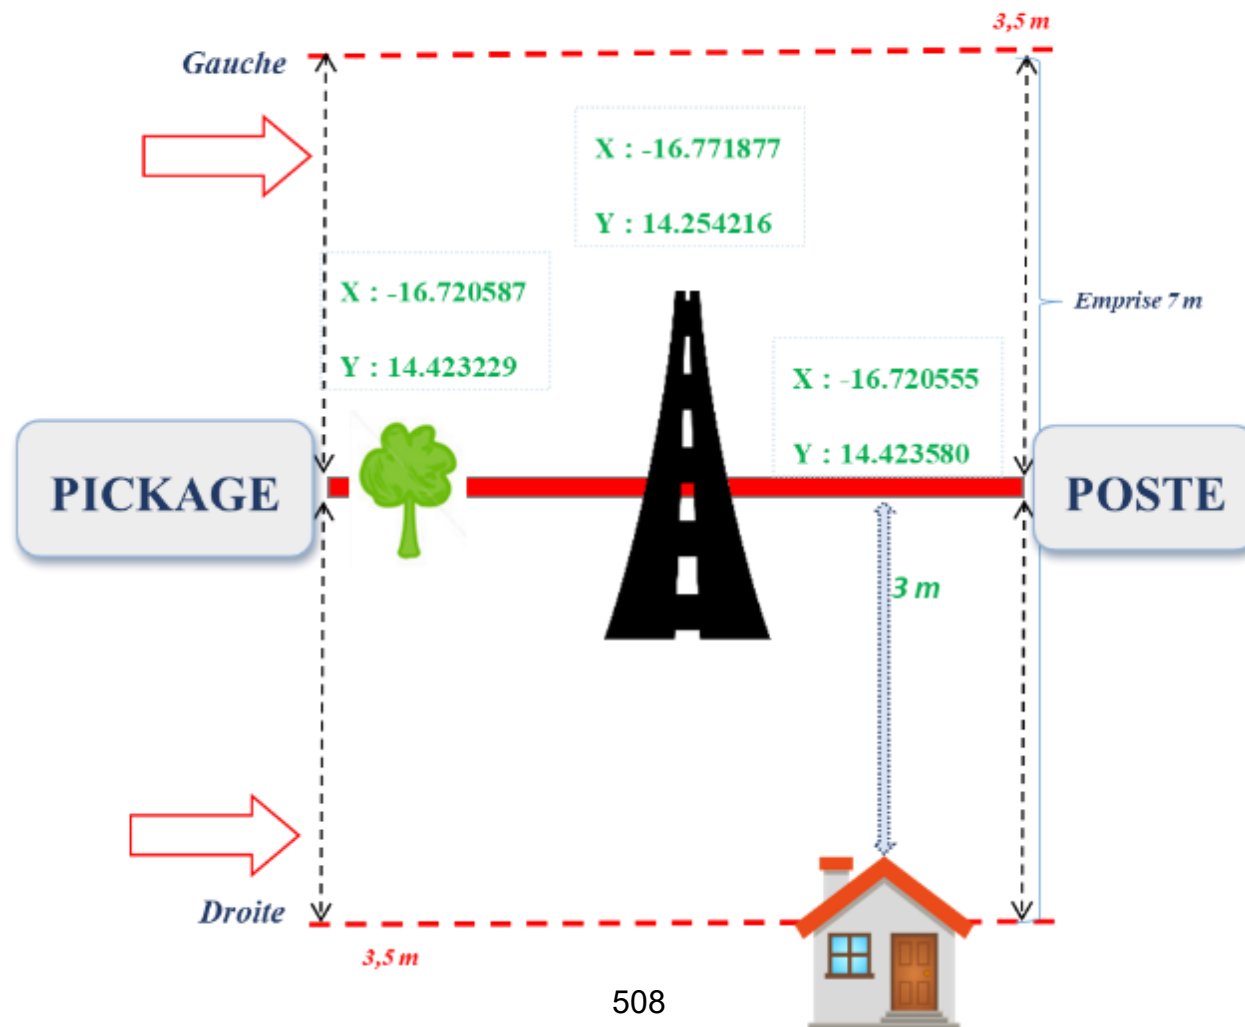 3,5 m
Gauche
X : -16.771877
Y : 14.254216
X : -16.720587
Y : 14.423229
Emprise 7 m
X : -16.720555
Y : 14.423580
PICKAGE
POSTE
3 m
Droite
3,5 m
508